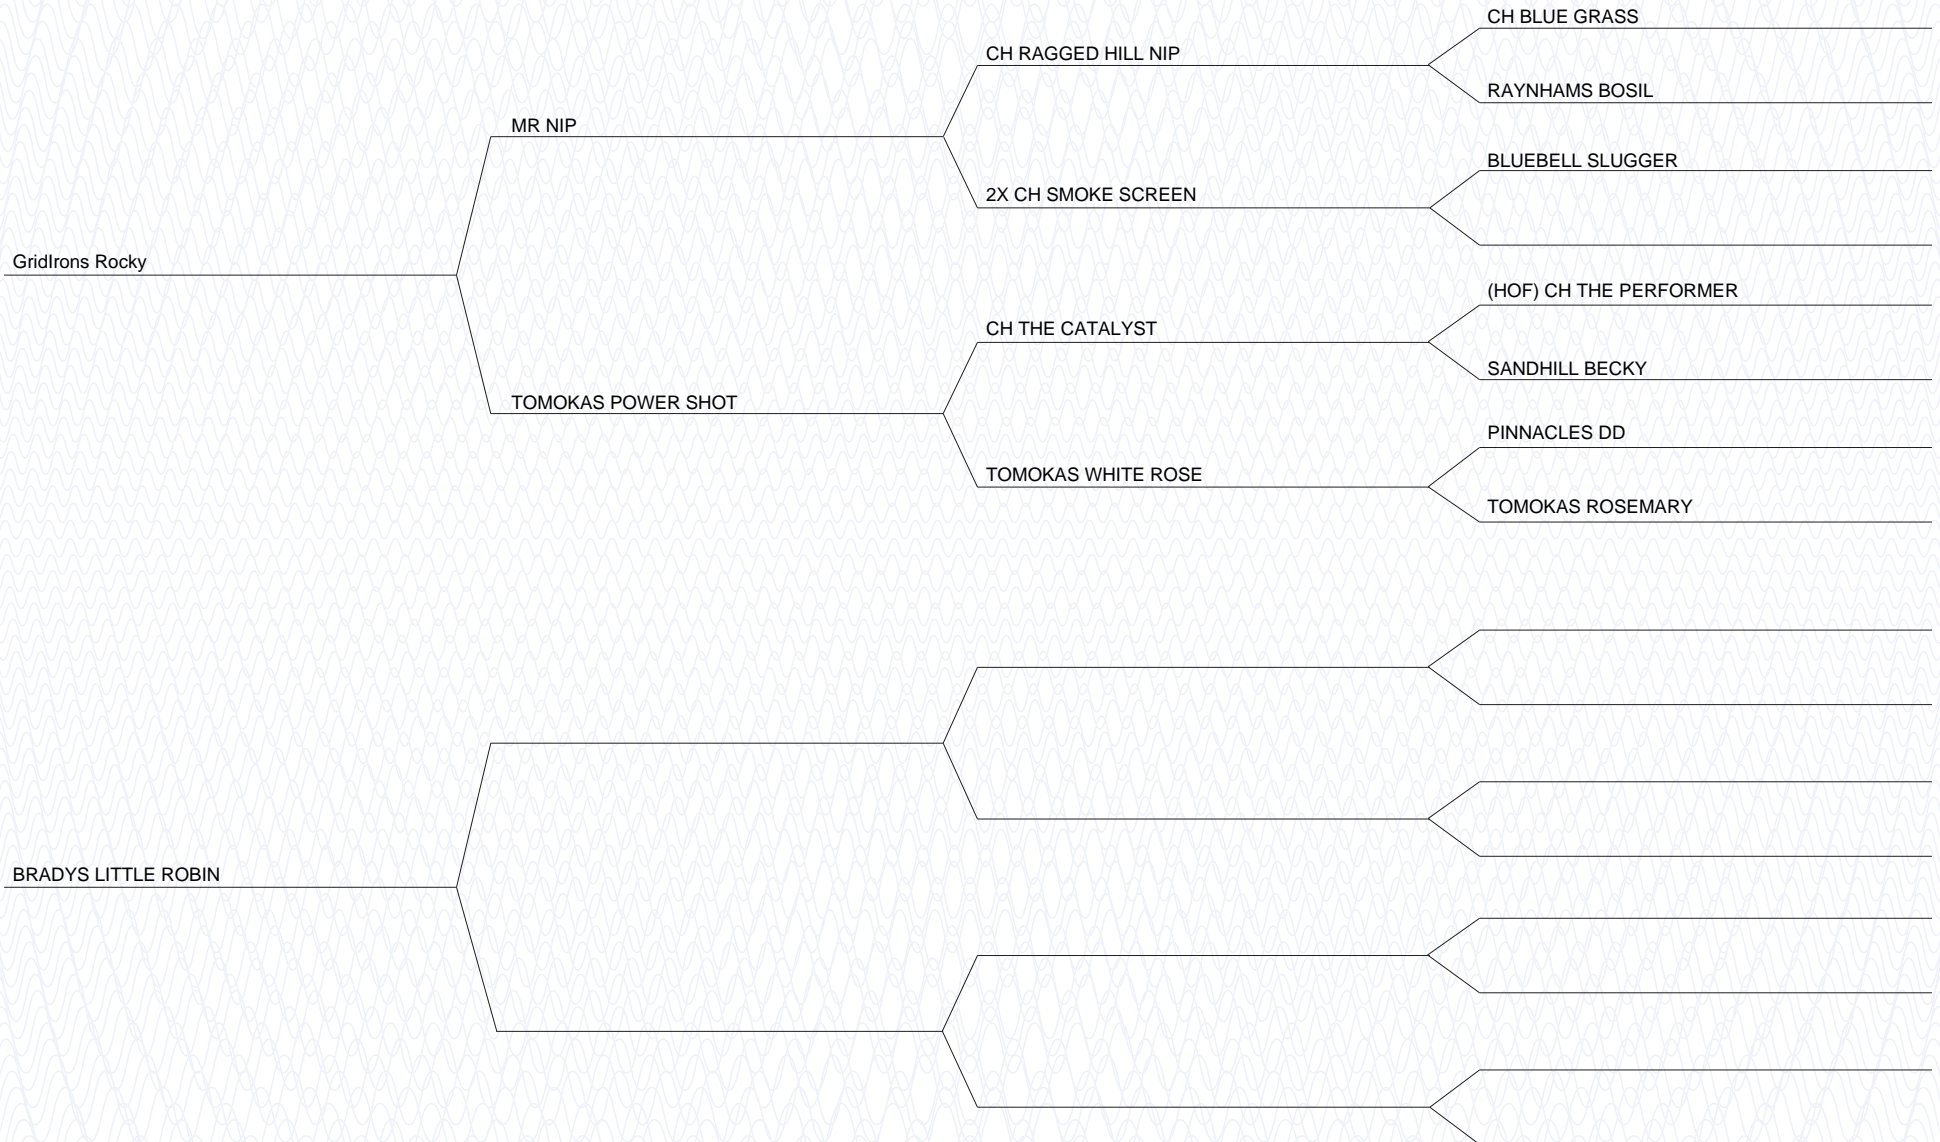 CH BLUE GRASS
CH RAGGED HILL NIP
RAYNHAMS BOSIL
MR NIP
BLUEBELL SLUGGER
2X CH SMOKE SCREEN
GridIrons Rocky
(HOF) CH THE PERFORMER
CH THE CATALYST
SANDHILL BECKY
TOMOKAS POWER SHOT
PINNACLES DD
TOMOKAS WHITE ROSE
TOMOKAS ROSEMARY
BRADYS LITTLE ROBIN